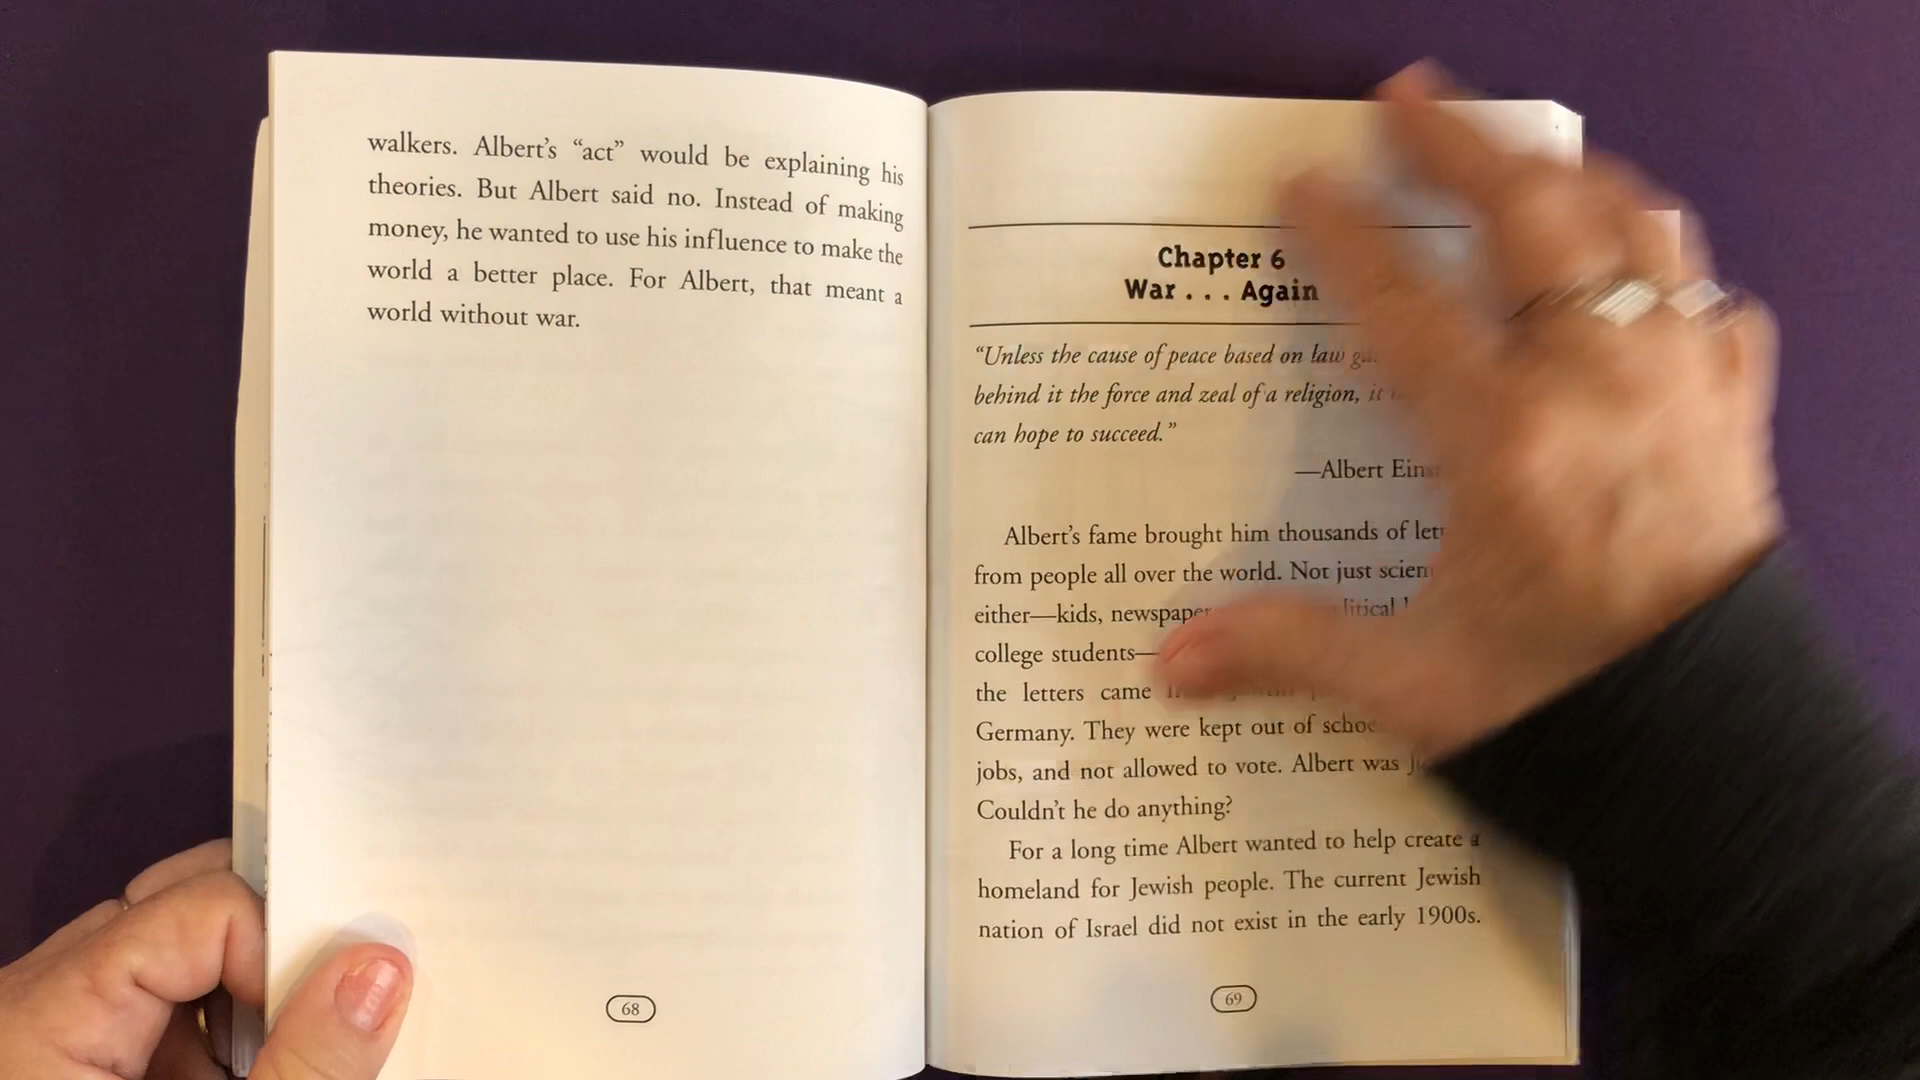 walkers. Albert's “act” would be explaining his
theories. But Albert said no. Instead of making
money, he wanted to use his influence to make the
world a better place. For Albert, that meant a
world without war.
68
Chapter 6
War . . . Again
“Unless the cause of peace based on law
behind it the force and zeal of a religion, it
can hope to succeed.”
—Albert
Albert's fame brought him thousands of
from people all over the world. Not just
either—kids,
college students—
the letters came
Germany. They were kept out of
jobs, and not allowed to vote. Albert was
Couldn't he do anything?
For a long time Albert wanted to help create a
homeland for Jewish people. The current Jewish
nation of Israel did not exist in the early 1900s.
69